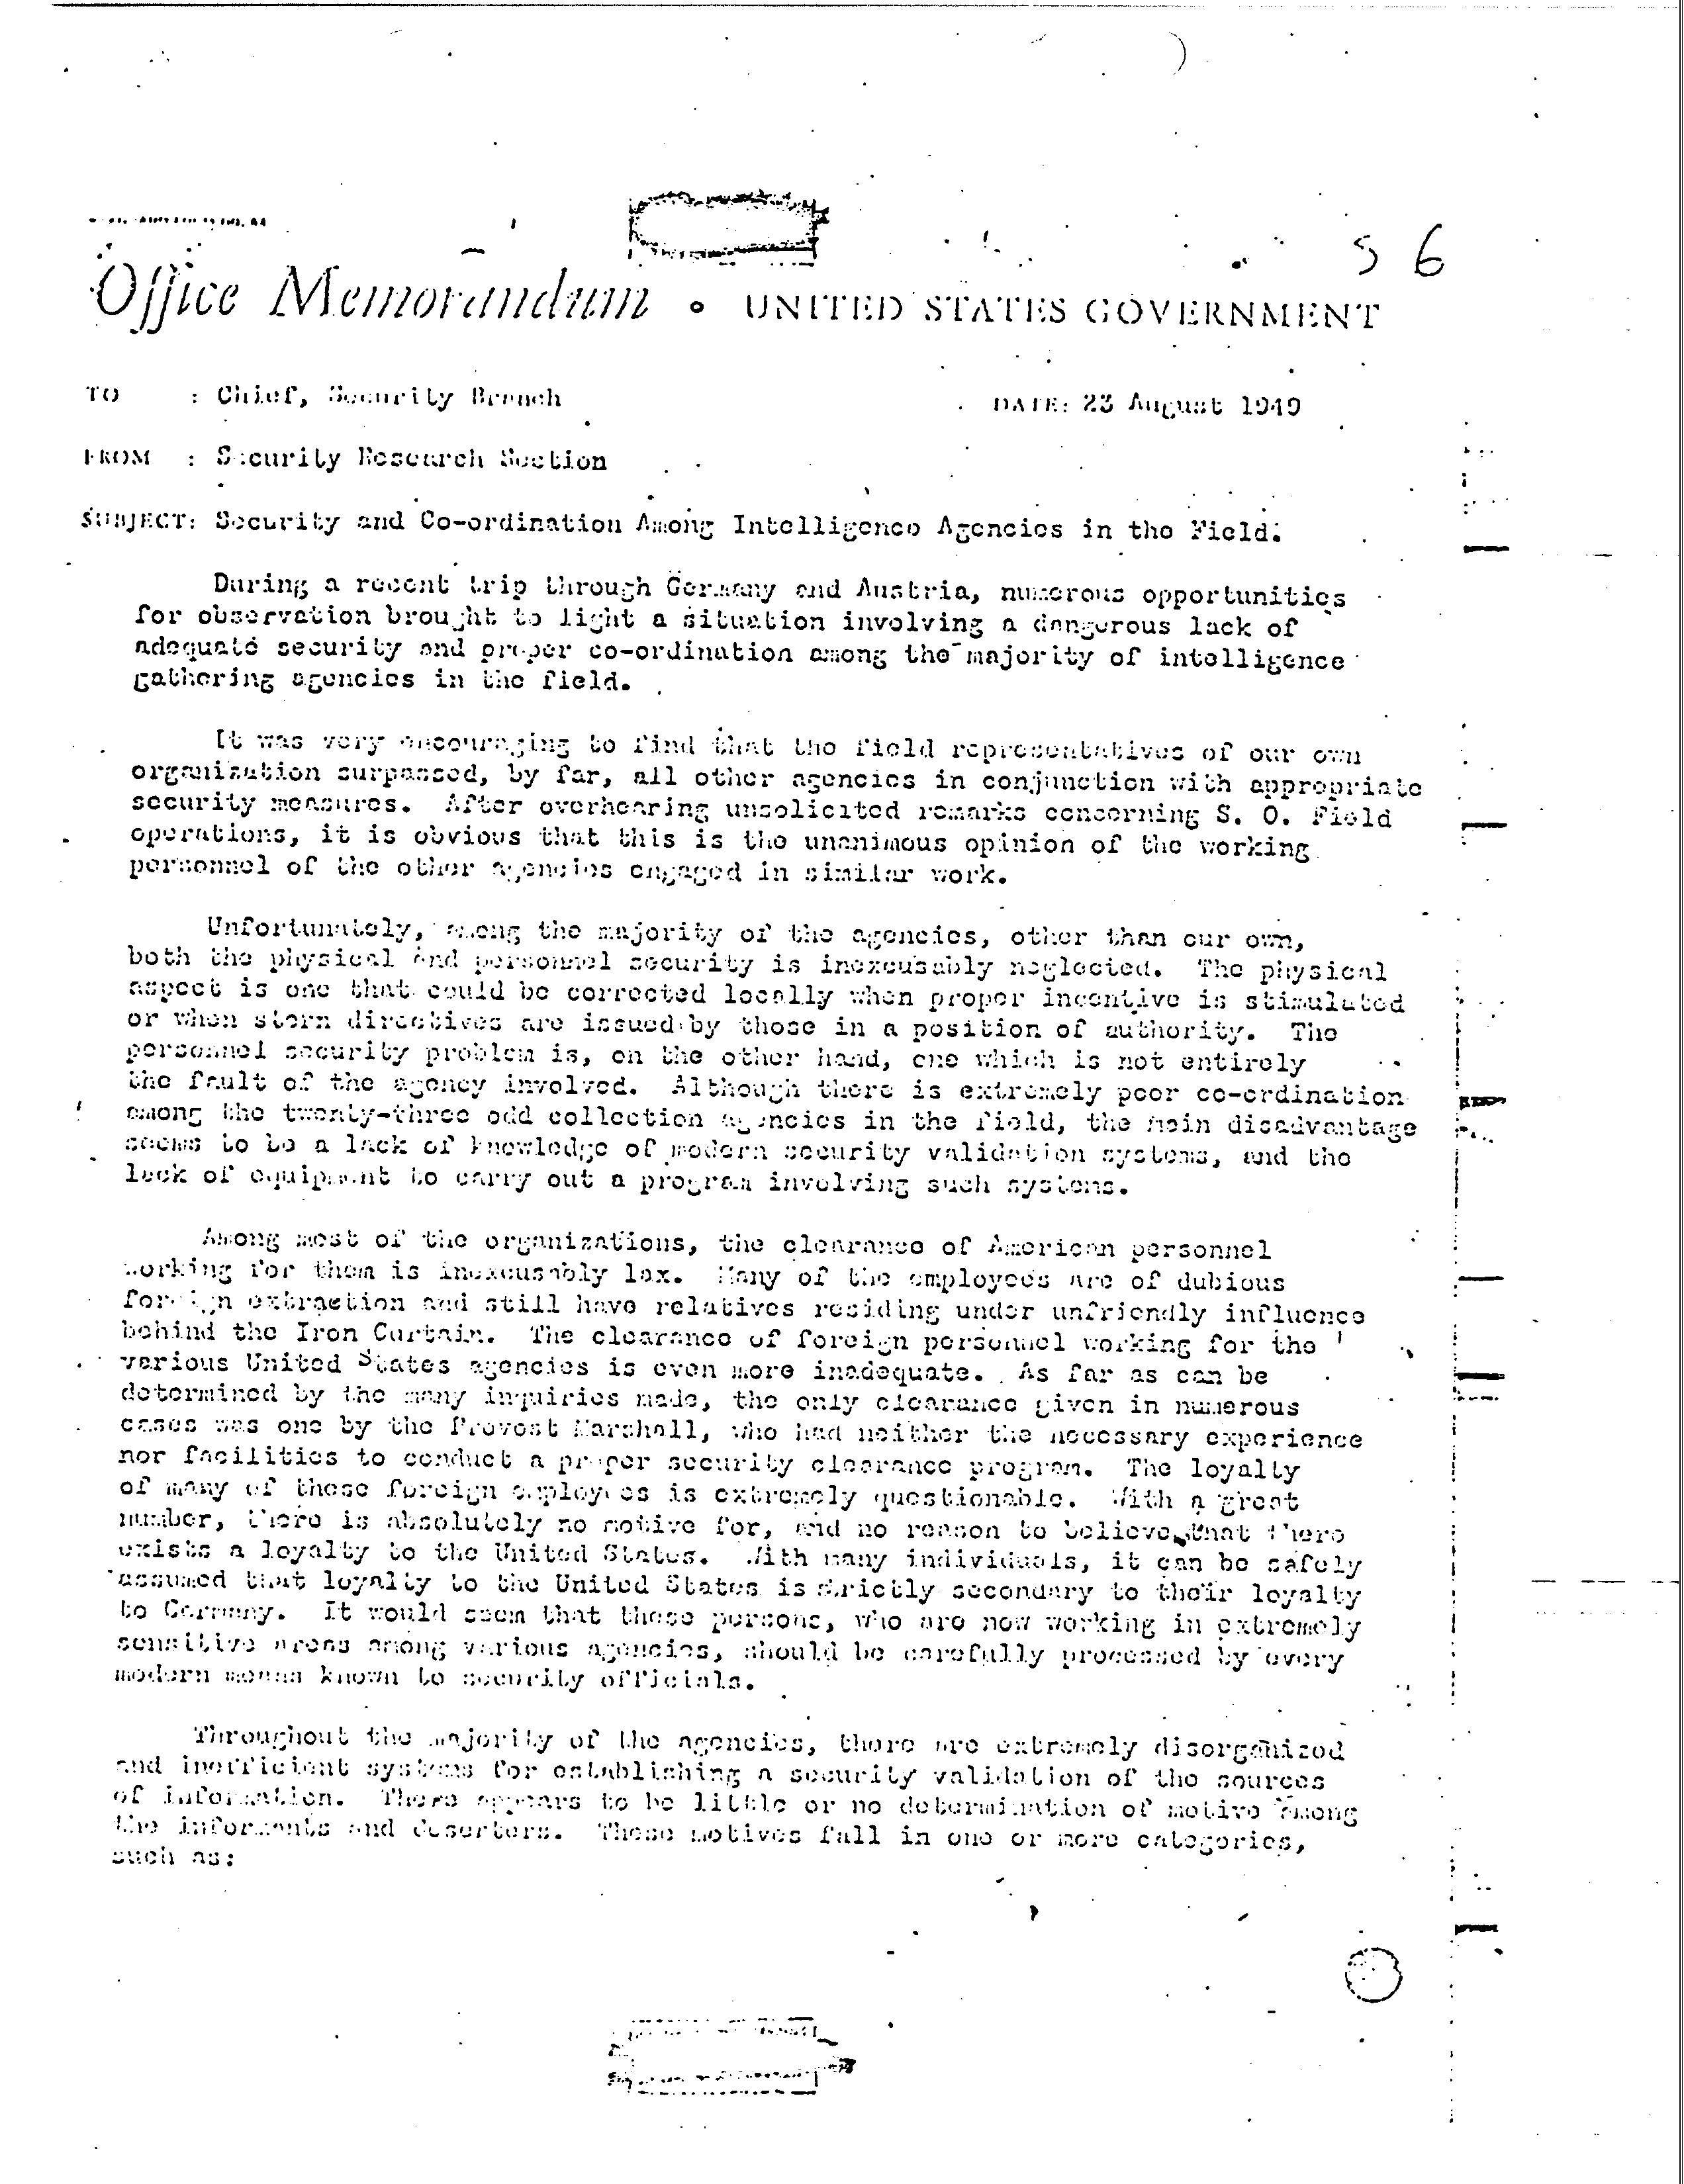 56
Office Memorandum • UNITED STATES GOVERNMENT
TO : Chief, Security Branch
DATE: 23 August 1949
FROM : Security Research Section
SUBJECT: Security and Co-ordination Among Intelligence Agencies in the Field.
During a recent trip through Germany and Austria, numerous opportunities
for observation brought to light a situation involving a dangerous lack of
adequate security and proper co-ordination among the majority of intelligence
gathering agencies in the field.
It was very encouraging to find that the field representatives of our own
organization surpassed, by far, all other agencies in conjunction with appropriate
security measures. After overhearing unsolicited remarks concerning S. O. Field
operations, it is obvious that this is the unanimous opinion of the working
personnel of the other agencies engaged in similar work.
Unfortunately, among the majority of the agencies, other than our own,
both the physical and personnel security is inexcusably neglected. The physical
aspect is one that could be corrected locally when proper incentive is stimulated
or when stern directives are issued by those in a position of authority. The
personnel security problem is, on the other hand, one which is not entirely
the fault of the agency involved. Although there is extremely poor co-ordination
among the twenty-three odd collection agencies in the field, the main disadvantage
seems to be a lack of knowledge of modern security validation systems, and the
lack of equipment to carry out a program involving such systems.
Among most of the organizations, the clearance of American personnel
working for them is inexcusably lax. Many of the employees are of dubious
foreign extraction and still have relatives residing under unfriendly influence
behind the Iron Curtain. The clearance of foreign personnel working for the
various United States agencies is even more inadequate. As far as can be
determined by the many inquiries made, the only clearance given in numerous
cases was one by the Provost Marshall, who had neither the necessary experience
nor facilities to conduct a proper security clearance program. The loyalty
of many of these foreign employees is extremely questionable. With a great
number, there is absolutely no motive for, and no reason to believe that there
exists a loyalty to the United States. With many individuals, it can be safely
assumed that loyalty to the United States is strictly secondary to their loyalty
to Germany. It would seem that these persons, who are now working in extremely
sensitive areas among various agencies, should be carefully processed by every
modern means known to security officials.
Throughout the majority of the agencies, there are extremely disorganized
and inefficient systems for establishing a security validation of the sources
of information. There appears to be little or no determination of motive among
the informants and deserters. These motives fall in one or more categories,
such as: